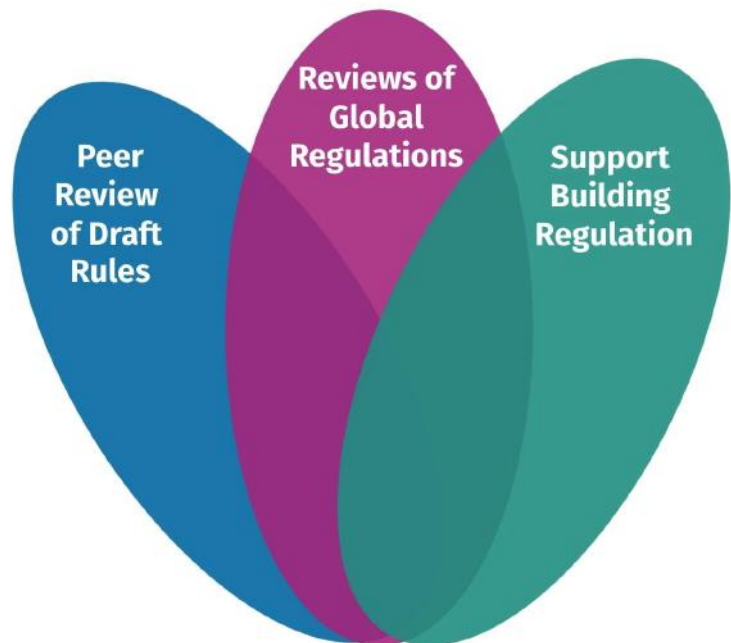 Peer
Review
of Draft
Rules
Reviews of
Global
Regulations
Support
Building
Regulation